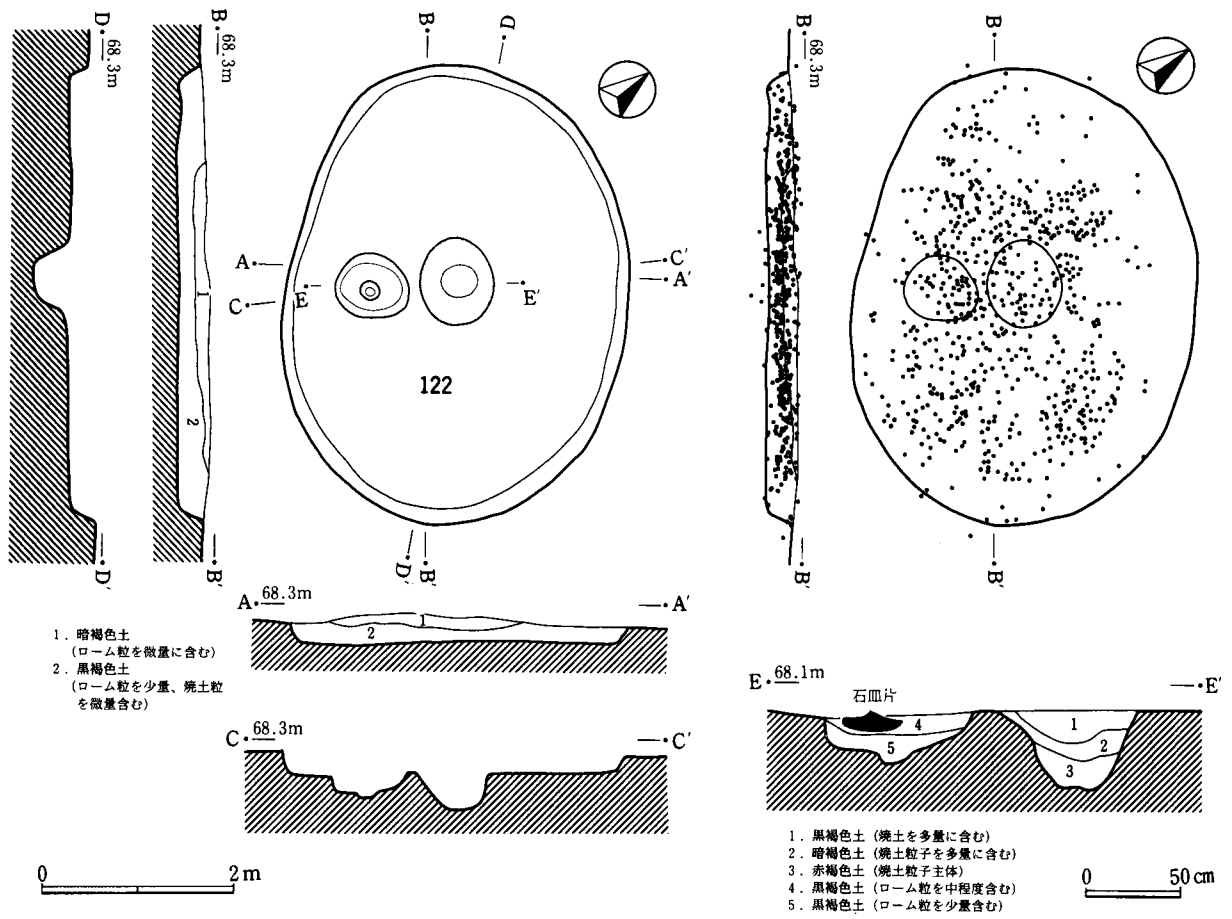 D
68.3m
D′
B
68.3m
1
2
B′
B
D
A
C
E
E′
C′
A′
122
D′
B′
A 68.3m
A′
1
2
1. 暗褐色土
(ローム粒を微量に含む)
2. 黒褐色土
(ローム粒を少量、焼土粒
を微量含む)
C 68.3m
C′
0 2m
B
68.3m
B′
B
B′
E 68.1m
E′
石皿片
4
5
1
2
3
1. 黒褐色土 (焼土を多量に含む)
2. 暗褐色土 (焼土粒子を多量に含む)
3. 赤褐色土 (焼土粒子主体)
4. 黒褐色土 (ローム粒を中程度含む)
5. 黒褐色土 (ローム粒を少量含む)
0 50cm